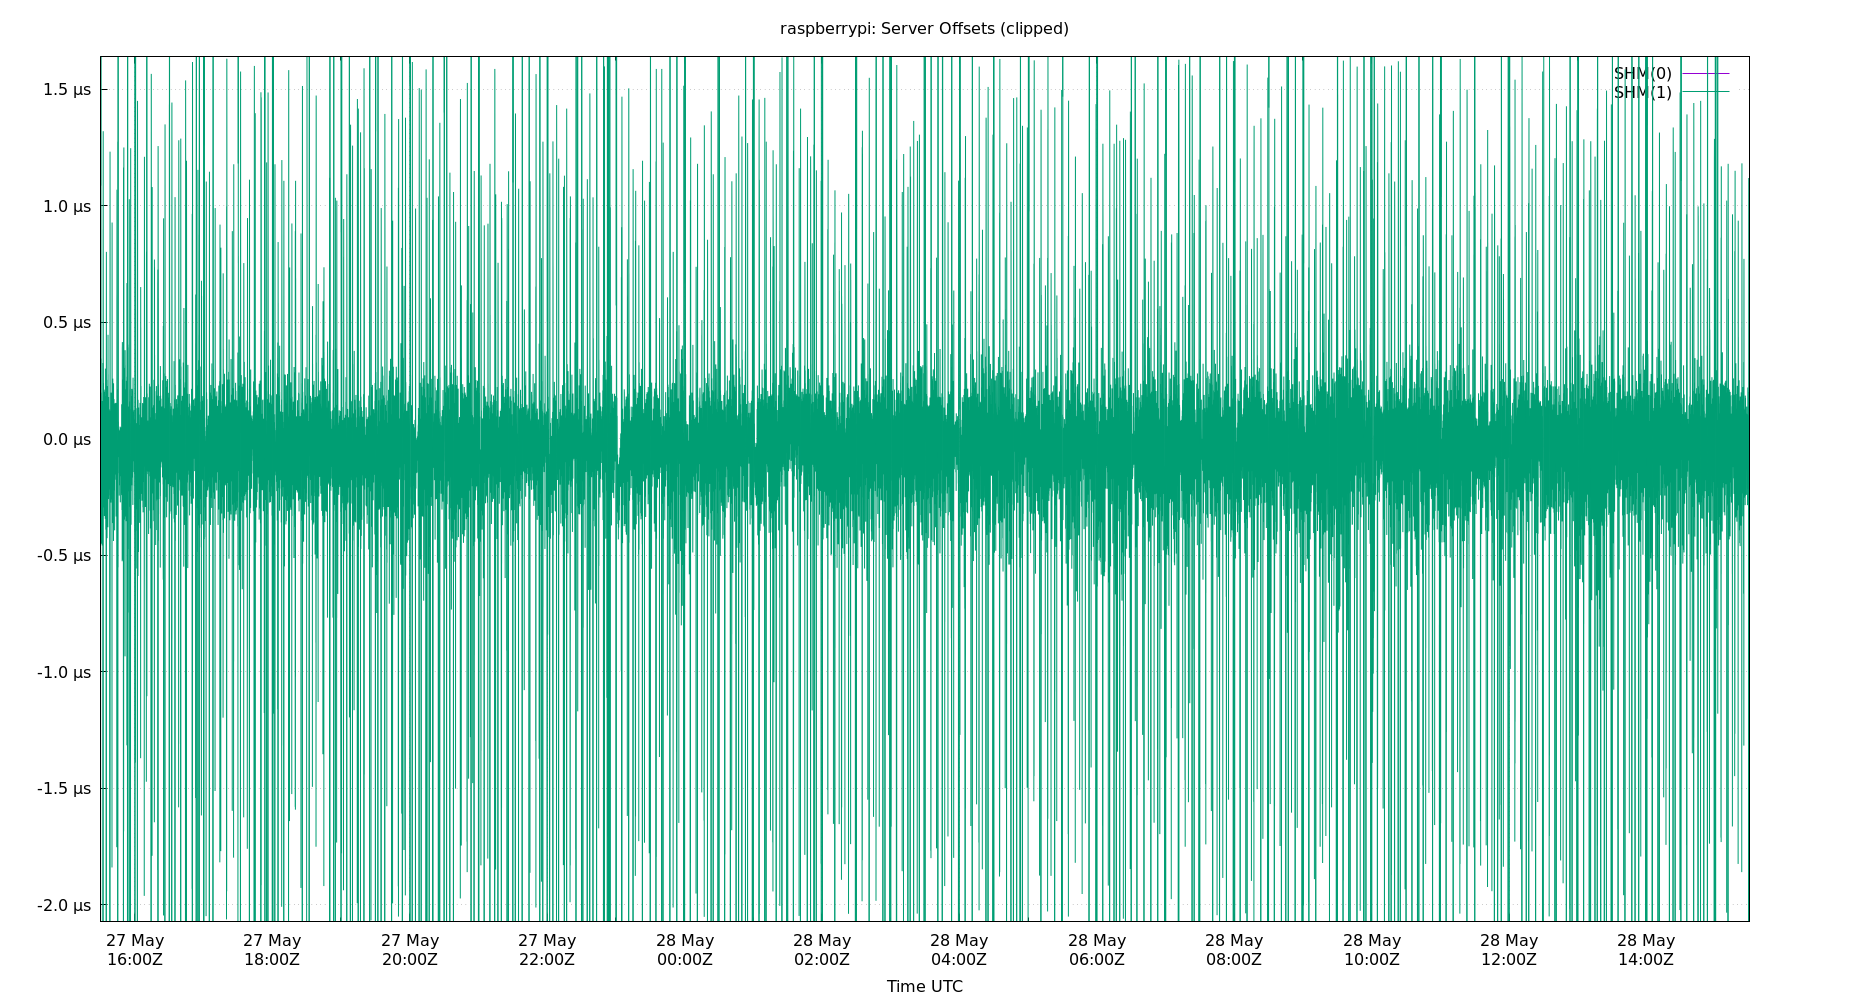 raspberrypi: Server Offsets (clipped)
SHM(0)
SHM(1)
1.5 µs
1.0 µs
0.5 µs
0.0 µs
-0.5 µs
-1.0 µs
-1.5 µs
-2.0 µs
27 May 27 May 27 May 27 May 28 May 28 May 28 May 28 May 28 May 28 May 28 May 28 May
16:00Z 18:00Z 20:00Z 22:00Z 00:00Z 02:00Z 04:00Z 06:00Z 08:00Z 10:00Z 12:00Z 14:00Z
Time UTC